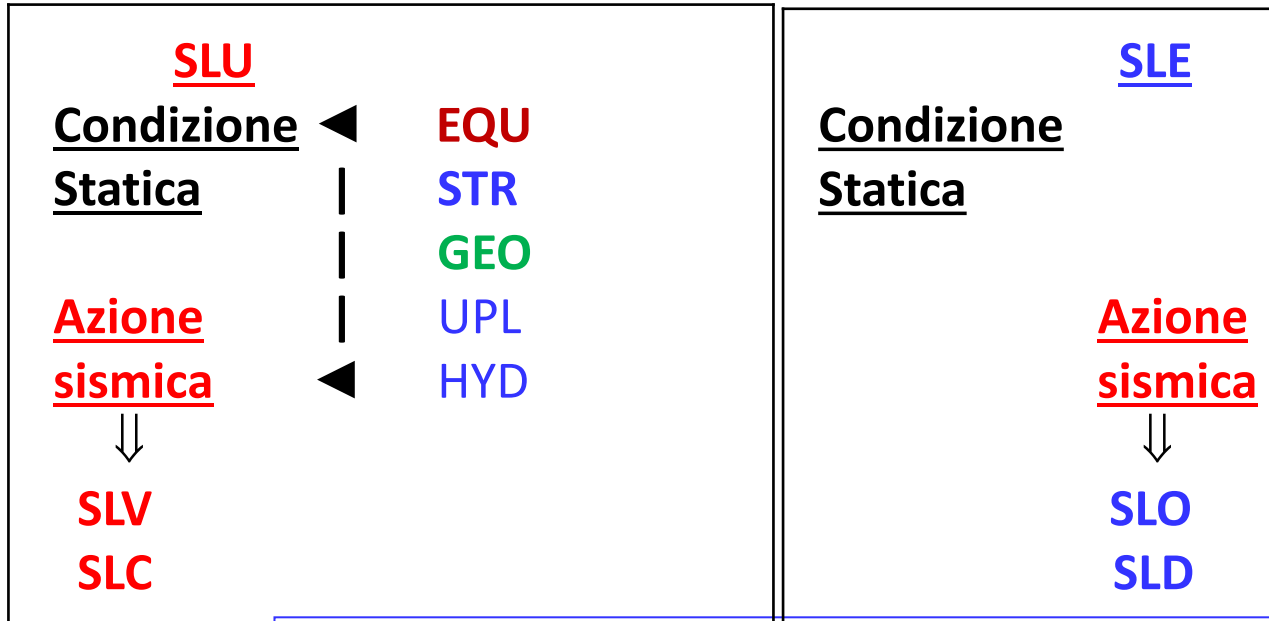 SLU
Condizione EQU
Statica STR
GEO
Azione UPL
sismica HYD
SLV
SLC
SLE
Condizione
Statica
Azione
sismica
SLO
SLD